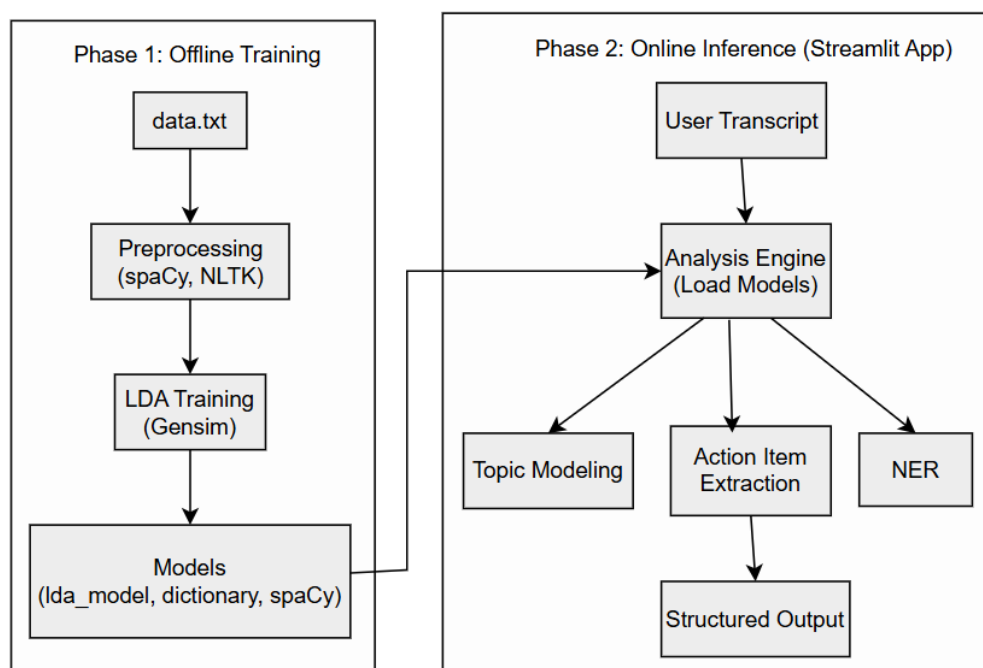 Phase 1: Offline Training
data.txt
Preprocessing
(spaCy, NLTK)
LDA Training
(Gensim)
Models
(lda_model, dictionary, spaCy)
Phase 2: Online Inference (Streamlit App)
User Transcript
Analysis Engine
(Load Models)
Topic Modeling
Action Item
Extraction
NER
Structured Output